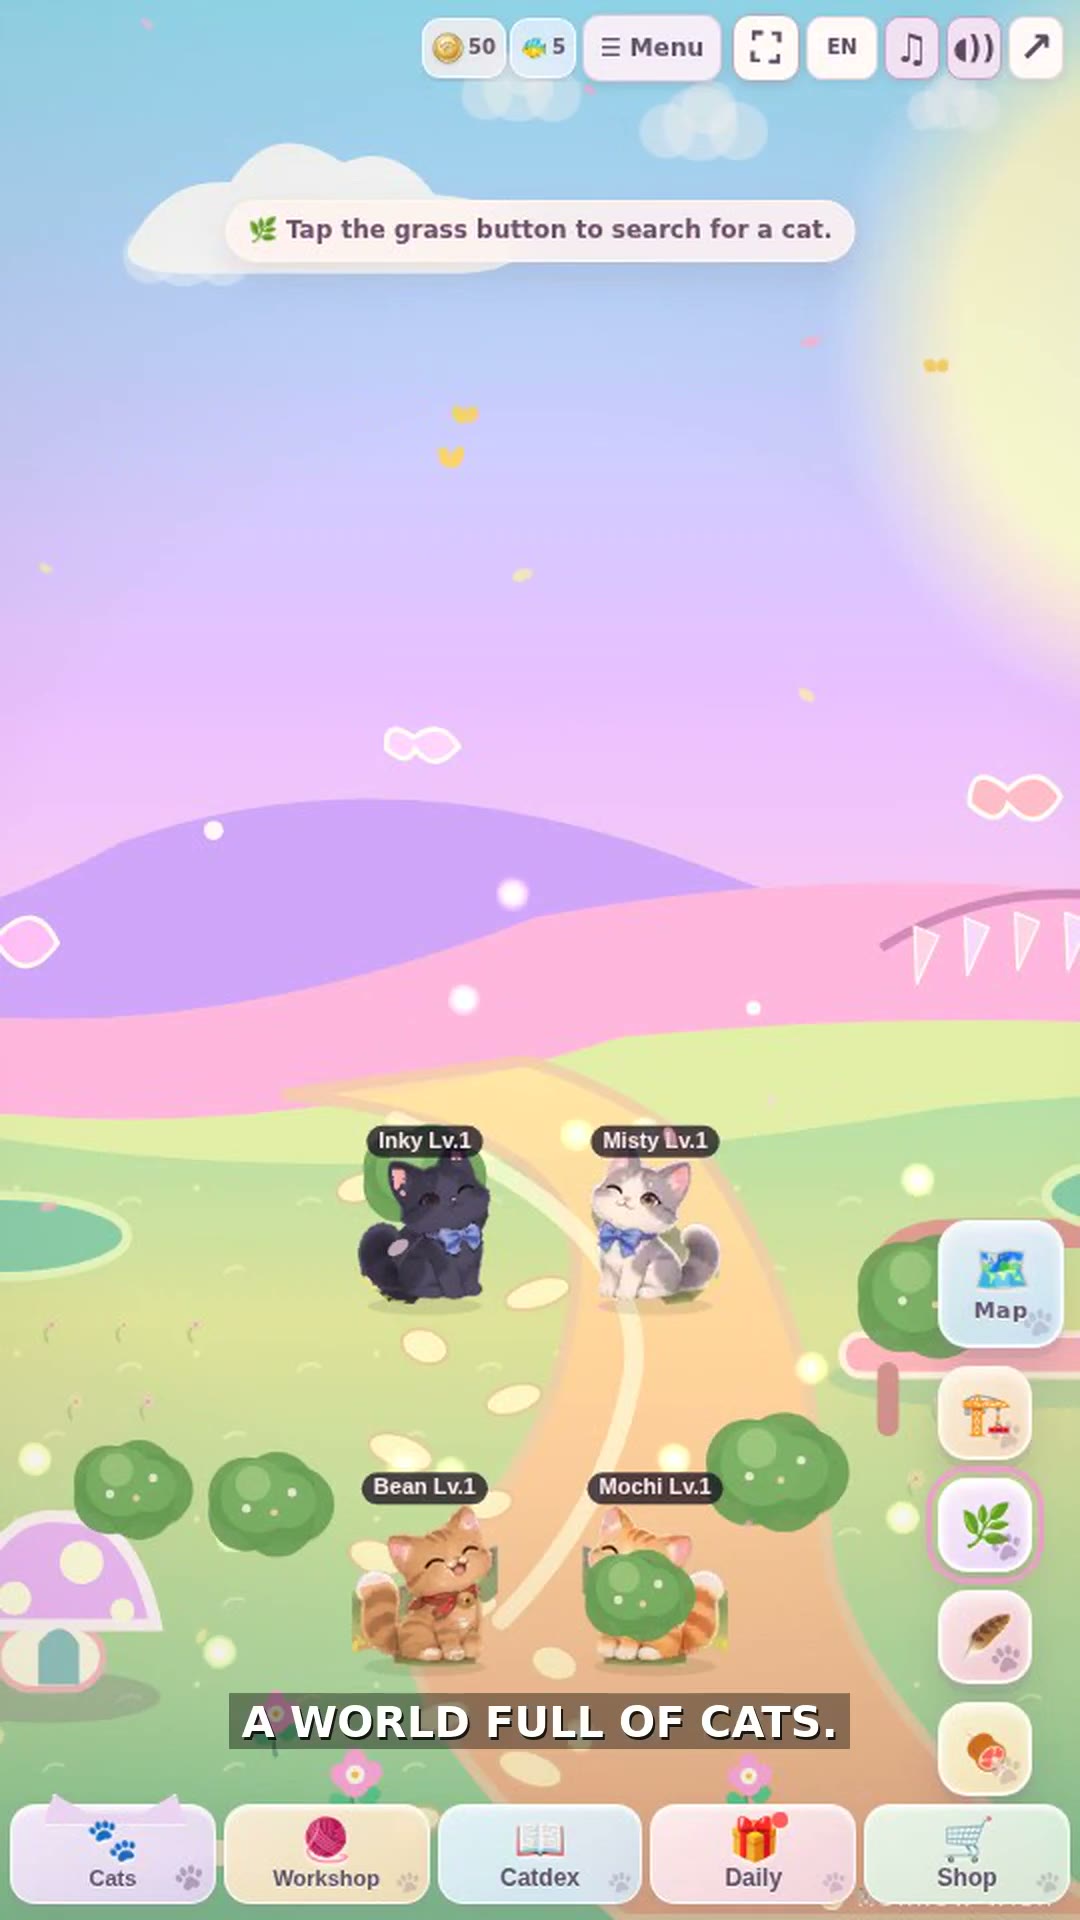 50
5
☰ Menu
EN
Tap the grass button to search for a cat.
Inky Lv.1
Misty Lv.1
Map
Bean Lv.1
Mochi Lv.1
A WORLD FULL OF CATS.
Cats
Workshop
Catdex
Daily
Shop